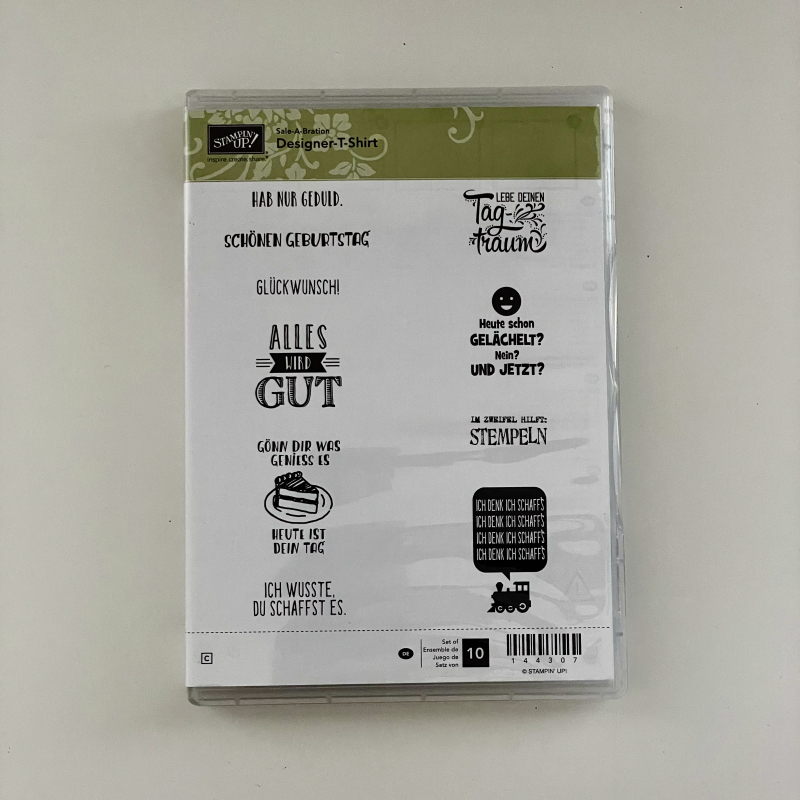 STAMPIN' UP!
inspire.create.share
Sale-A-Bration
Designer-T-Shirt
HAB NUR GEDULD.
SCHÖNEN GEBURTSTAG
GLÜCKWUNSCH!
ALLES
WIRD
GUT
GÖNN DIR WAS
GENIESS ES
HEUTE IST
DEIN TAG
ICH WUSSTE,
DU SCHAFFST ES.
LEBE DEINEN
Tag-
traum
Heute schon
GELÄCHELT?
Nein?
UND JETZT?
IM ZWEIFEL HILFT:
STEMPELN
ICH DENK ICH SCHAFF'S
ICH DENK ICH SCHAFF'S
ICH DENK ICH SCHAFF'S
ICH DENK ICH SCHAFF'S
C
DE
Set of
Ensemble de
Juego de
Satz von
10
144307
© STAMPIN' UP!